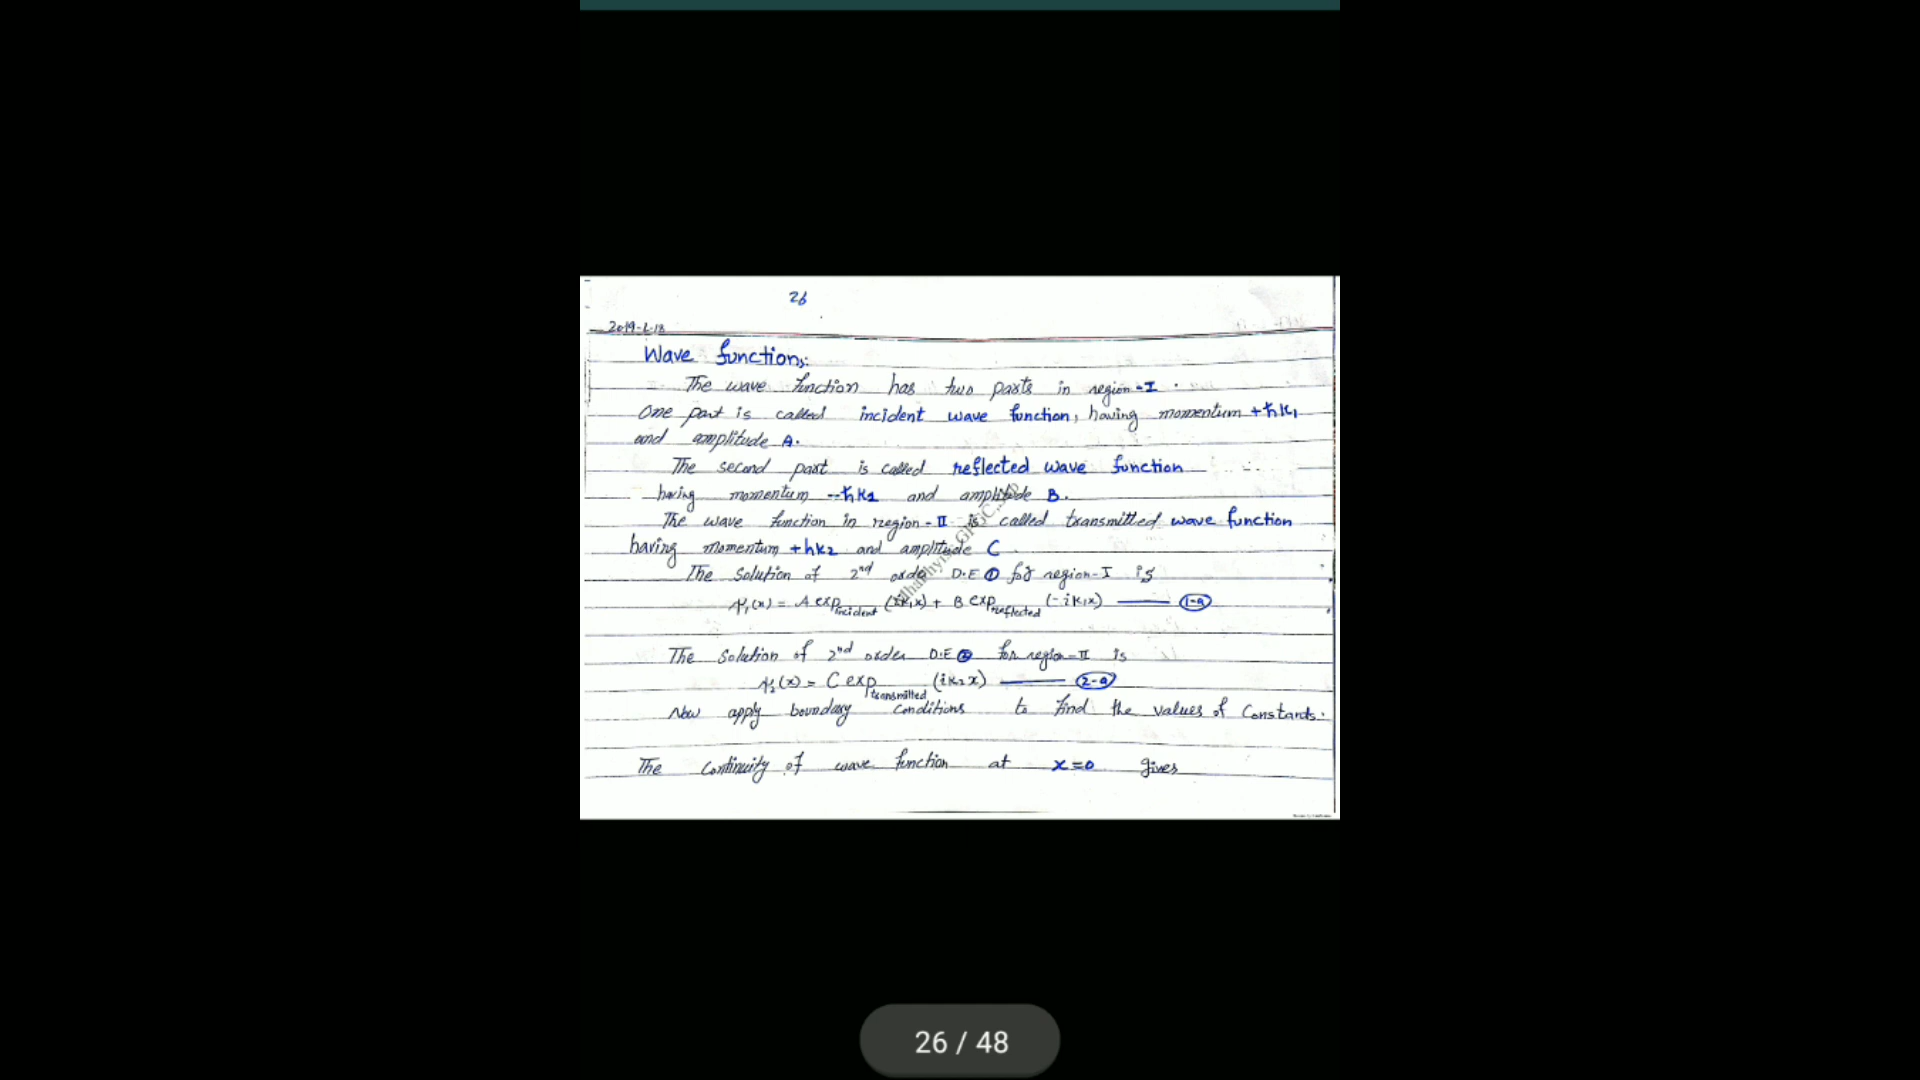 26
Wave functions:
The wave function has two parts in region-I.
One part is called incident wave function, having momentum +ħk₁
and amplitude A.
The second part is called reflected wave function
having momentum -ħk₂ and amplitude B.
The wave function in region-II is called transmitted wave function
having momentum +hk₂ and amplitude C
The solution of 2nd order D.E ① for region-I is
ψ₁(x) = A exp incident (ik₁x) + B exp reflected (-ik₁x) —— (1-a)
The solution of 2nd order D.E ② for region-II is
ψ₂(x) = C exp transmitted (ik₂x) —— (2-a)
Now apply boundary conditions to find the values of constants.
The continuity of wave function at x=0 gives
26 / 48